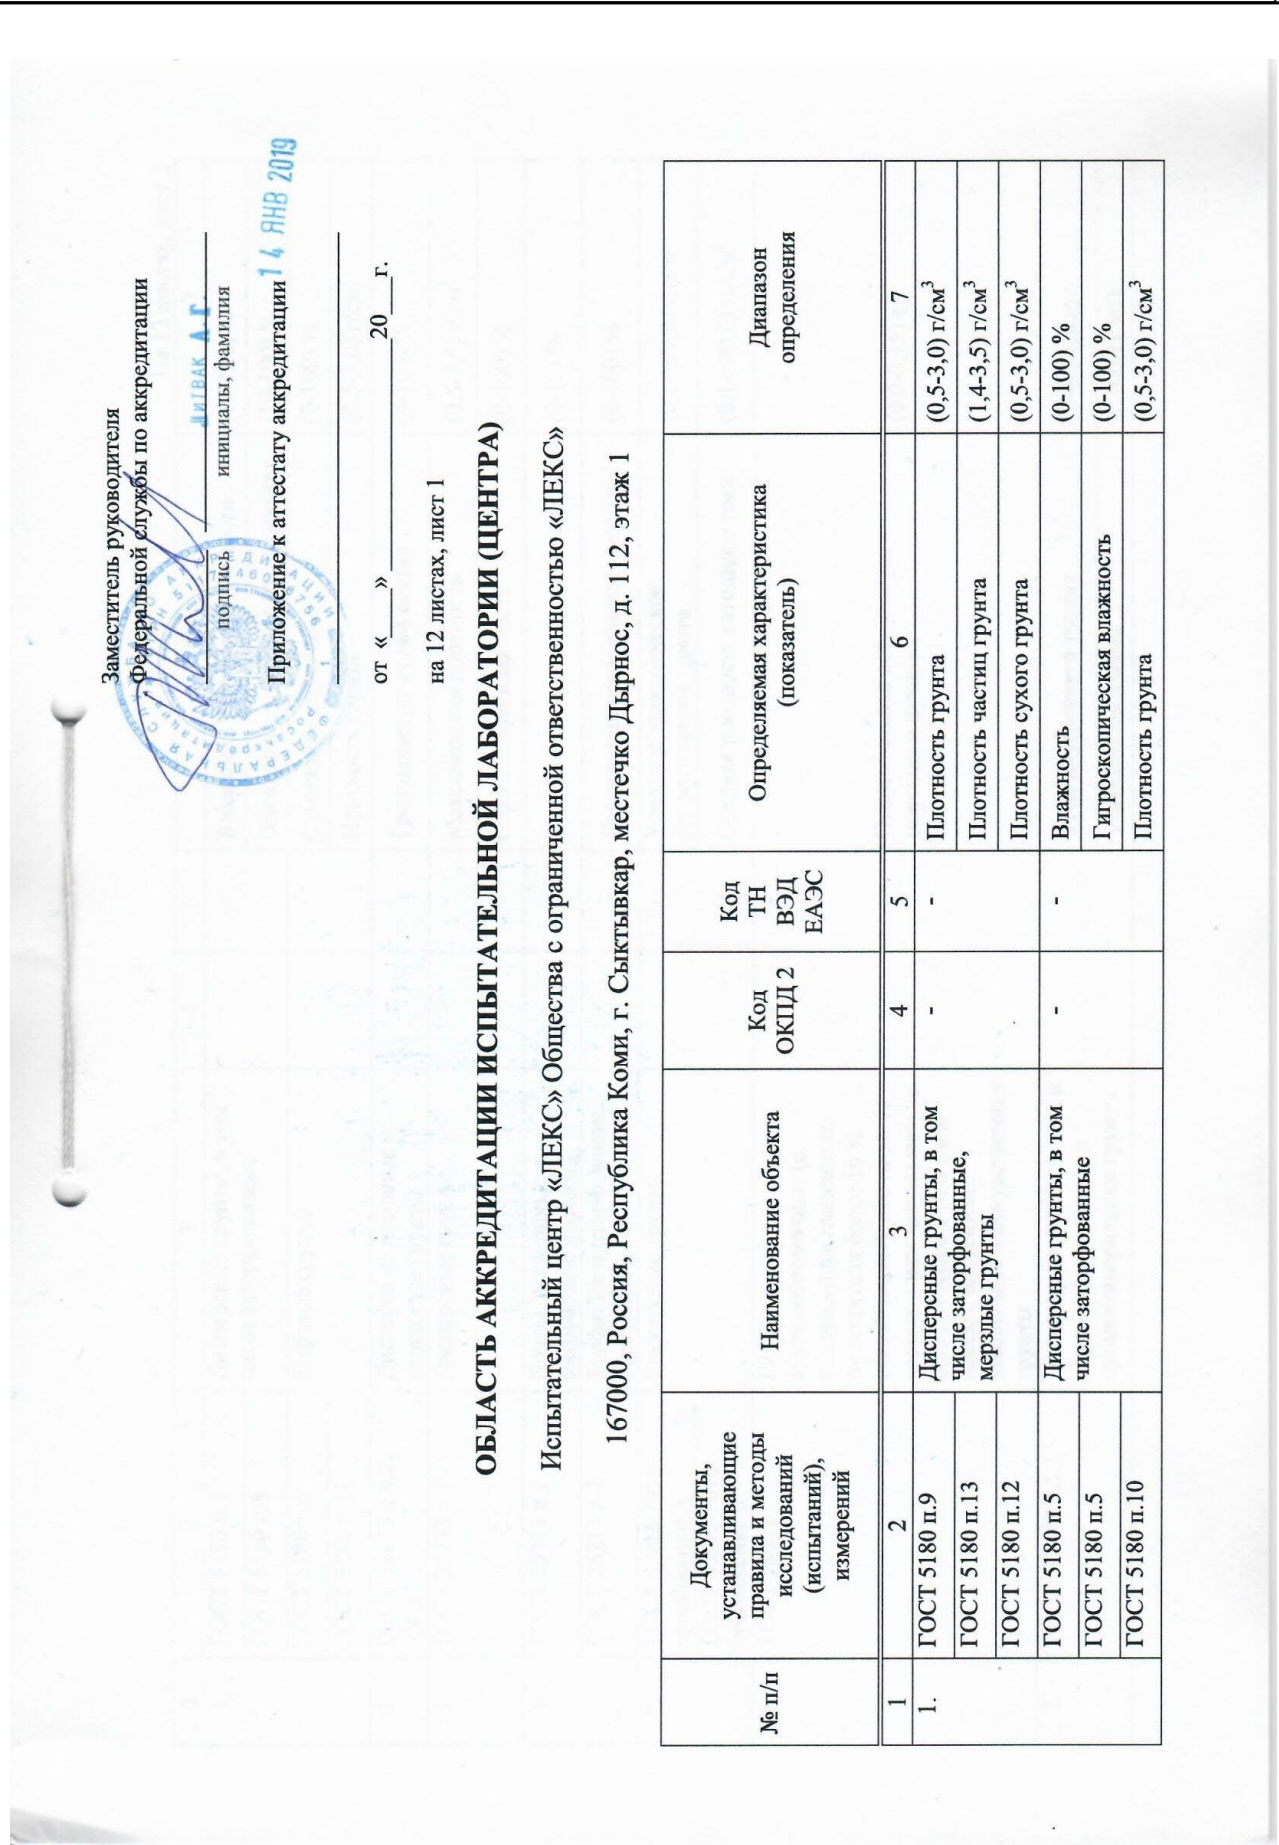 Заместитель руководителя
Федеральной службы по аккредитации
ЛИТВАК А.Г.
подпись инициалы, фамилия
Приложение к аттестату аккредитации 14 ЯНВ 2019
от «____» ____________________ 20___г.
на 12 листах, лист 1
ОБЛАСТЬ АККРЕДИТАЦИИ ИСПЫТАТЕЛЬНОЙ ЛАБОРАТОРИИ (ЦЕНТРА)
Испытательный центр «ЛЕКС» Общества с ограниченной ответственностью «ЛЕКС»
167000, Россия, Республика Коми, г. Сыктывкар, местечко Дырнос, д. 112, этаж 1
№ п/п
Документы,
устанавливающие
правила и методы
исследований
(испытаний),
измерений
Наименование объекта
Код
ОКПД 2
Код
ТН
ВЭД
ЕАЭС
Определяемая характеристика
(показатель)
Диапазон
определения
1 2 3 4 5 6 7
1. ГОСТ 5180 п.9 Дисперсные грунты, в том - - Плотность грунта (0,5-3,0) г/см³
числе заторфованные,
ГОСТ 5180 п.13 Плотность частиц грунта (1,4-3,5) г/см³
мерзлые грунты
ГОСТ 5180 п.12 Плотность сухого грунта (0,5-3,0) г/см³
ГОСТ 5180 п.5 Дисперсные грунты, в том - - Влажность (0-100) %
числе заторфованные
ГОСТ 5180 п.5 Гигроскопическая влажность (0-100) %
ГОСТ 5180 п.10 Плотность грунта (0,5-3,0) г/см³